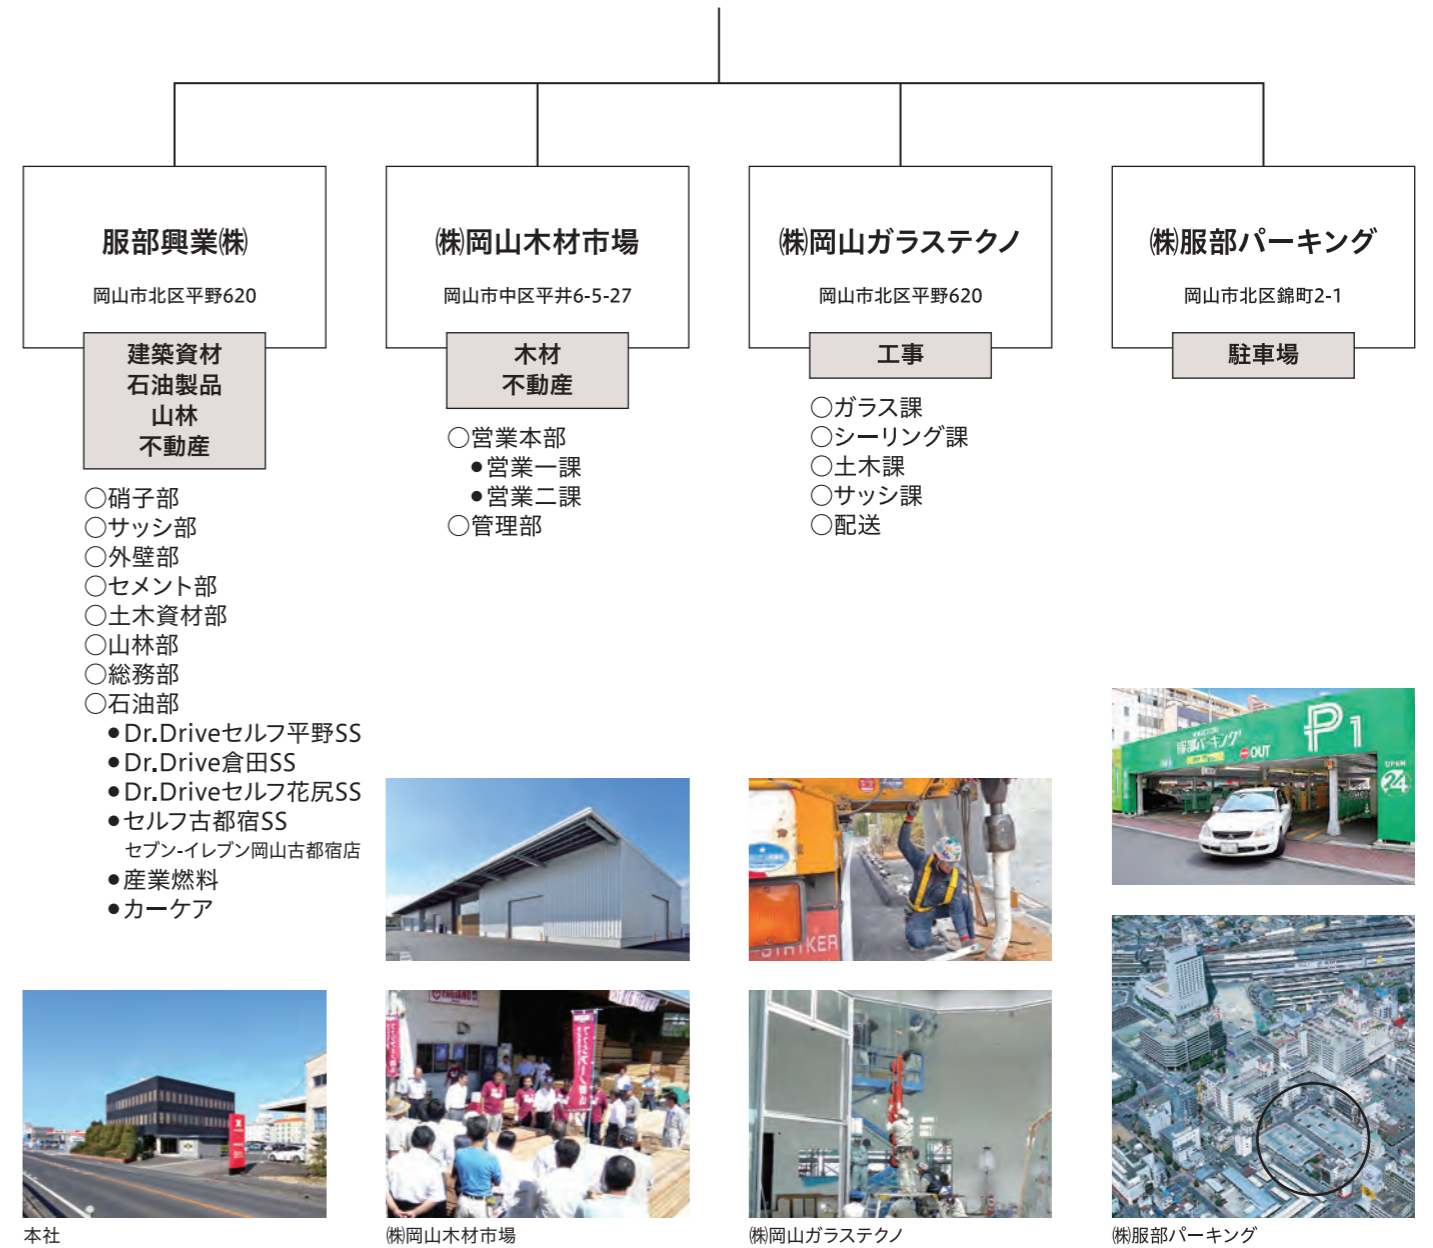 服部興業㈱
岡山市北区平野620
建築資材
石油製品
山林
不動産
○硝子部
○サッシ部
○外壁部
○セメント部
○土木資材部
○山林部
○総務部
○石油部
●Dr.Driveセルフ平野SS
●Dr.Drive倉田SS
●Dr.Driveセルフ花尻SS
●セルフ古都宿SS
セブン-イレブン岡山古都宿店
●産業燃料
●カーケア
本社
㈱岡山木材市場
岡山市中区平井6-5-27
木材
不動産
○営業本部
●営業一課
●営業二課
○管理部
㈱岡山木材市場
㈱岡山ガラステクノ
岡山市北区平野620
工事
○ガラス課
○シーリング課
○土木課
○サッシ課
○配送
㈱岡山ガラステクノ
㈱服部パーキング
岡山市北区錦町2-1
駐車場
服部パーキング
OUT
P1
OPEN
24
㈱服部パーキング